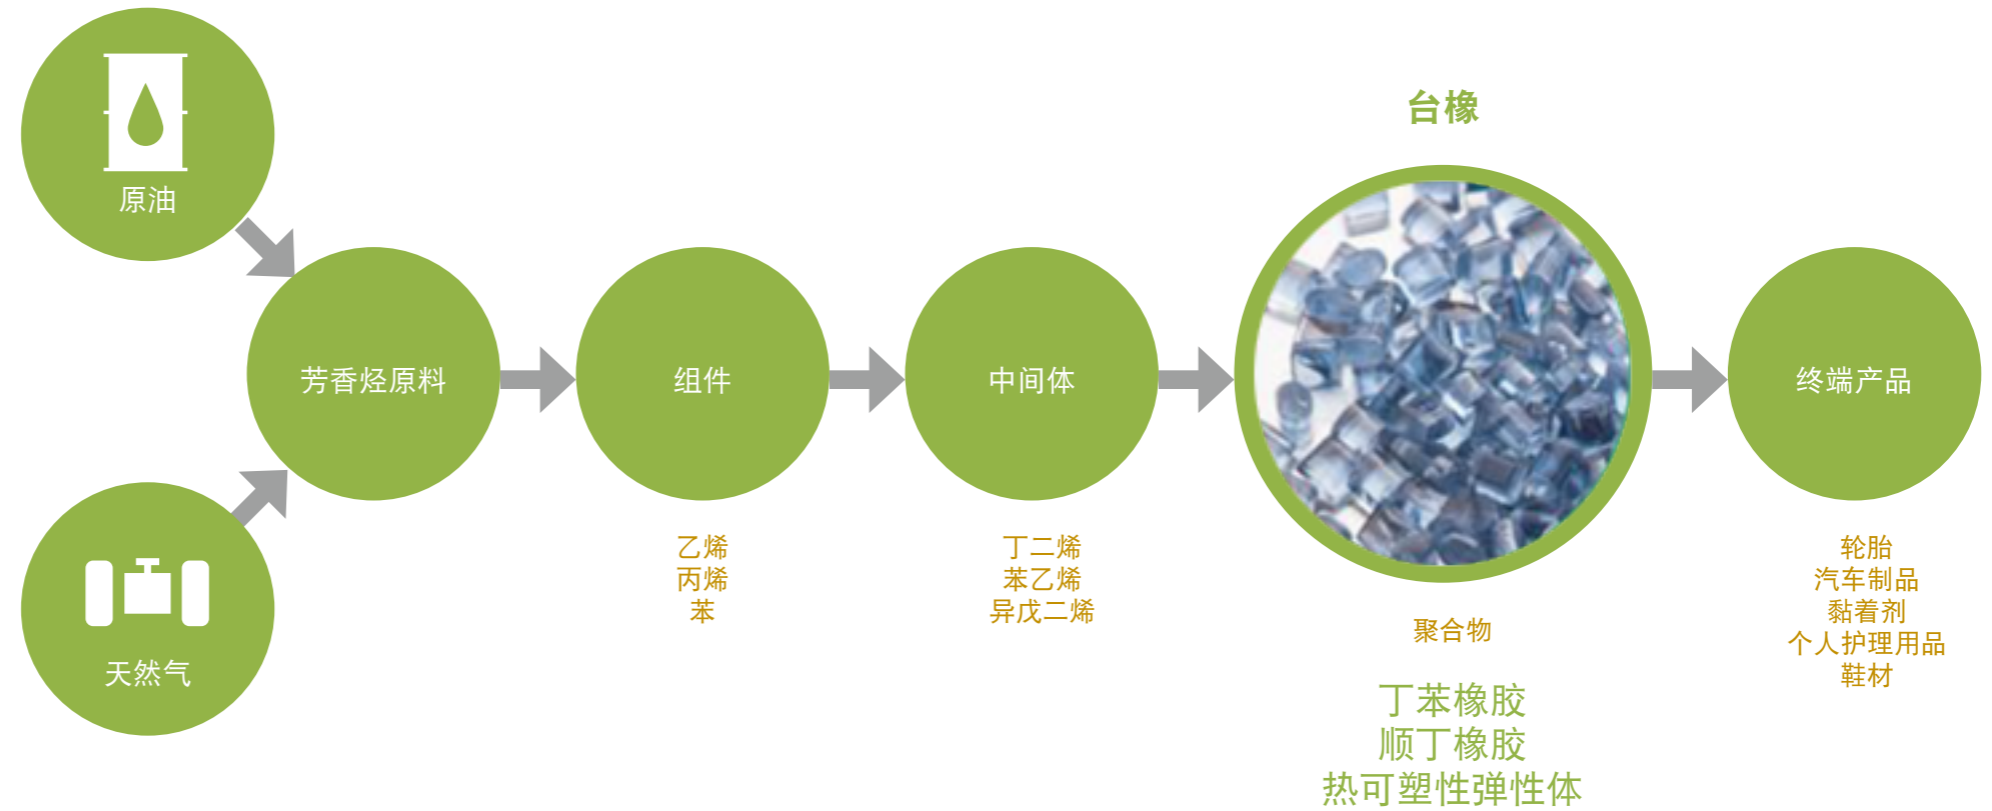 原油
天然气
芳香烃原料
组件
乙烯
丙烯
苯
中间体
丁二烯
苯乙烯
异戊二烯
台橡
聚合物
丁苯橡胶
顺丁橡胶
热可塑性弹性体
终端产品
轮胎
汽车制品
黏着剂
个人护理用品
鞋材